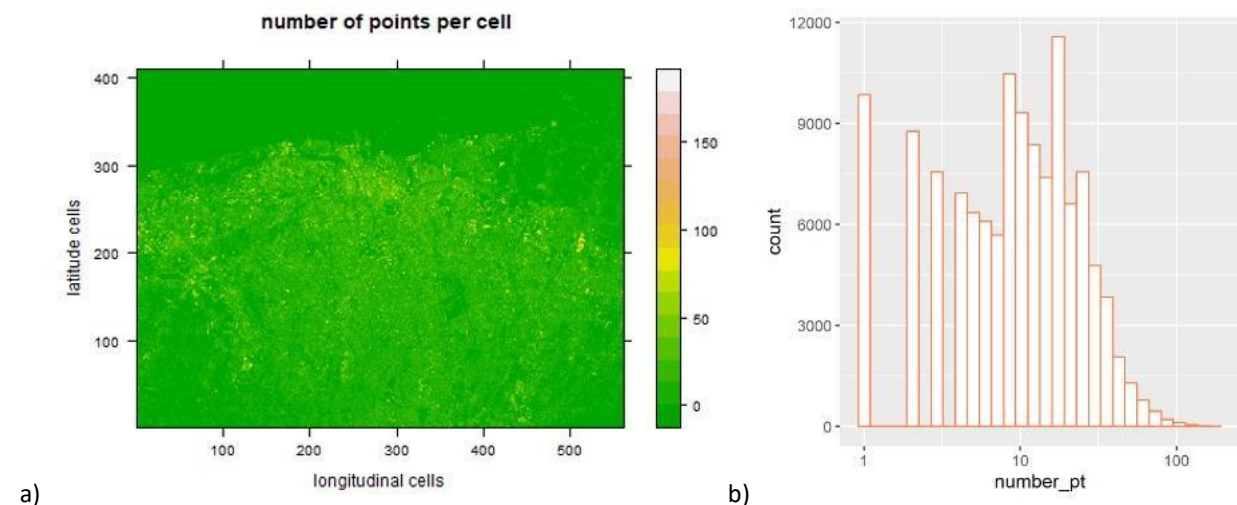 number of points per cell
400
300
200
100
latitude cells
100 200 300 400 500
longitudinal cells
150
100
50
0
a)
12000
9000
6000
3000
0
count
1 10 100
number_pt
b)